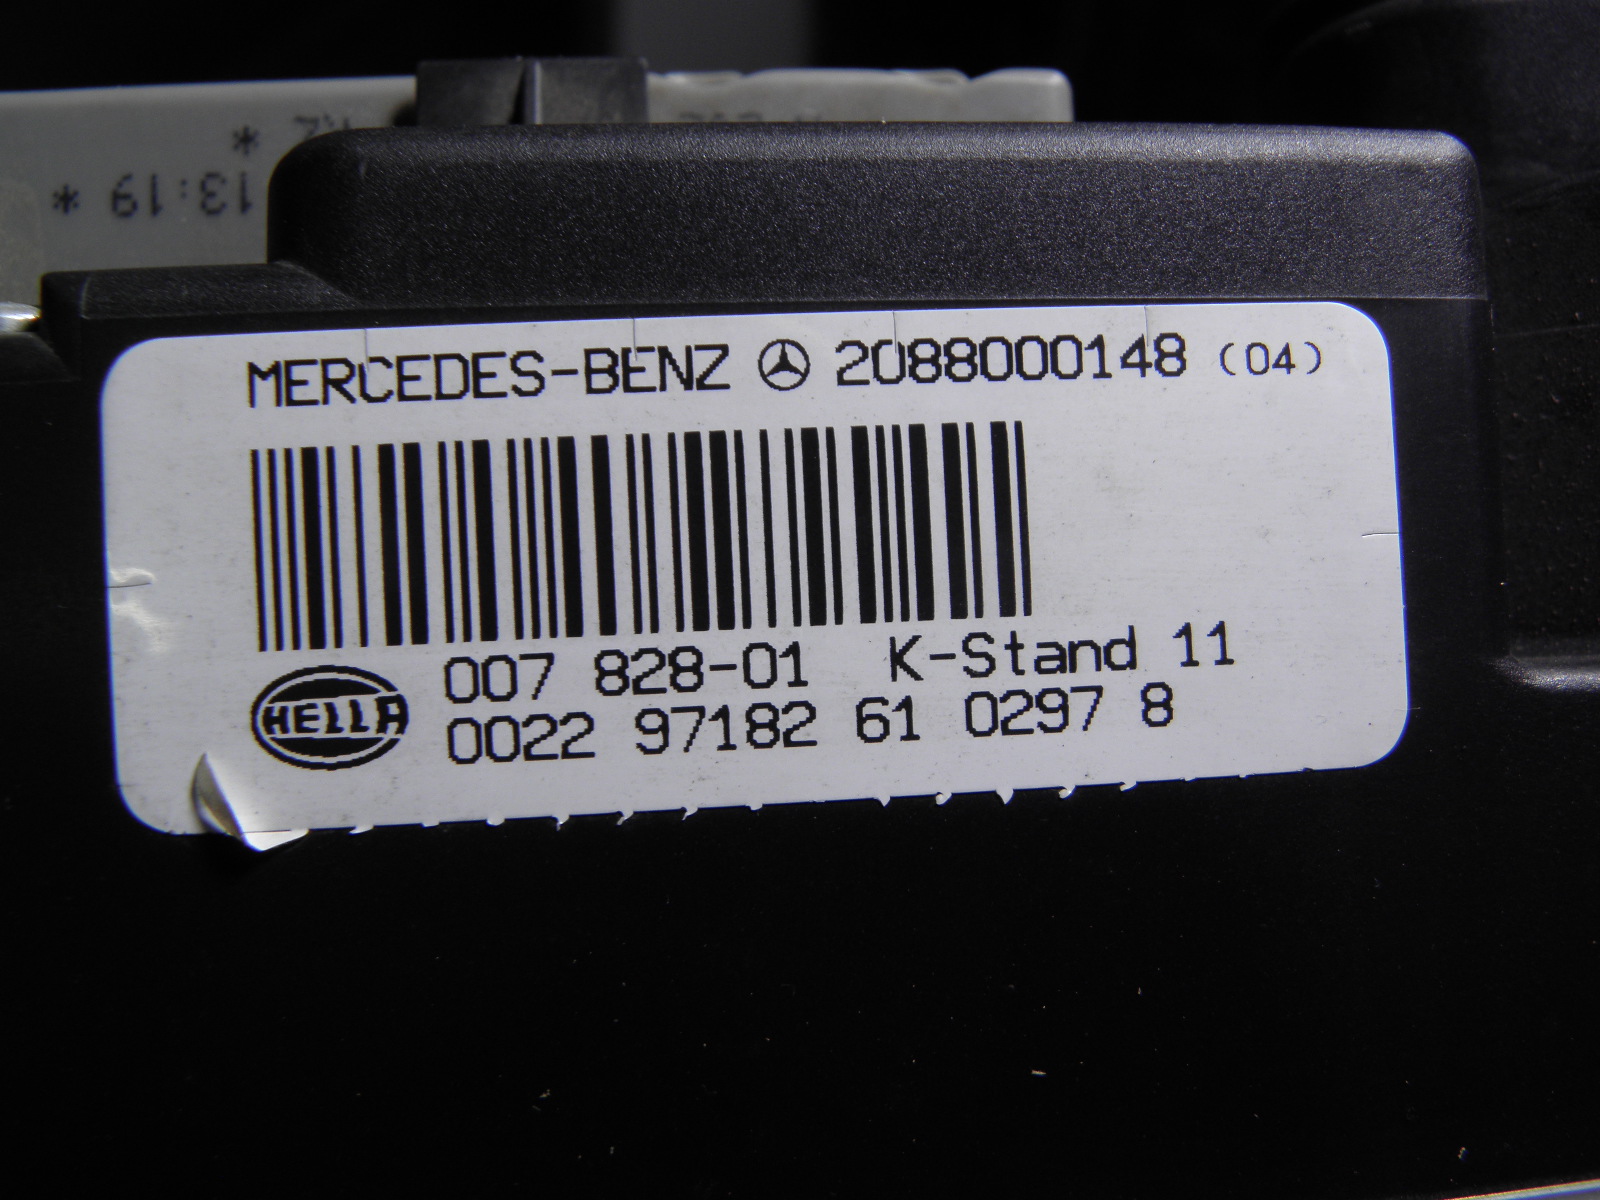 13:19 *
*
MERCEDES-BENZ 2088000148 (04)
HELLA
007 828-01 K-Stand 11
0022 97182 61 0297 8